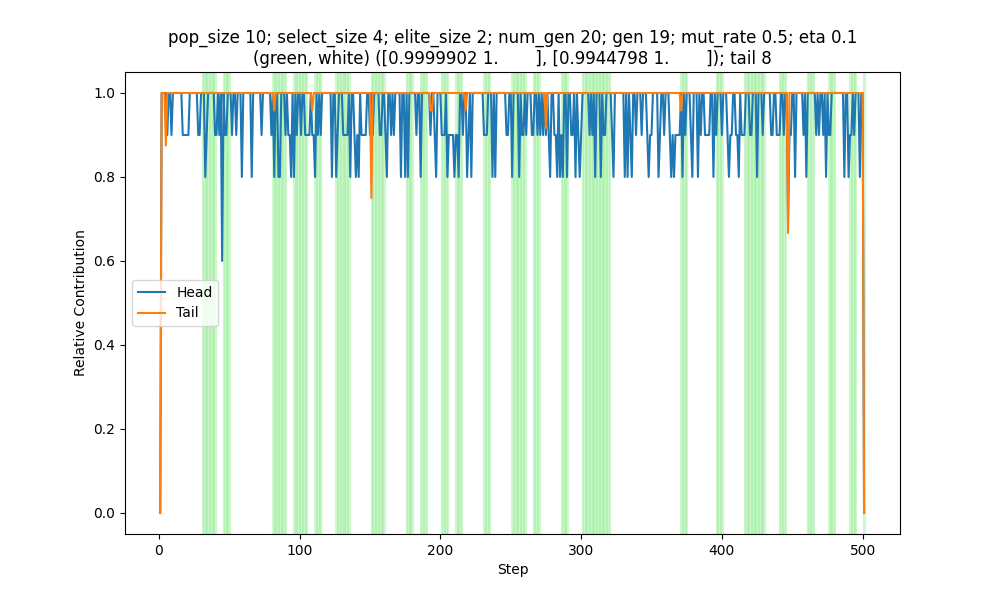 pop_size 10; select_size 4; elite_size 2; num_gen 20; gen 19; mut_rate 0.5; eta 0.1
(green, white) ([0.9999902 1.        ], [0.9944798 1.        ]); tail 8
1.0
0.8
0.6
0.4
0.2
0.0
Relative Contribution
Head
Tail
0
100
200
300
400
500
Step